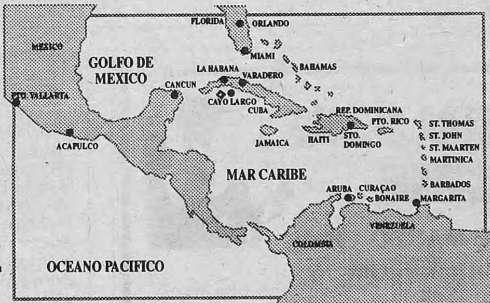 FLORIDA
ORLANDO
MEXICO
MIAMI
GOLFO DE
MEXICO
BAHAMAS
LA HABANA
VARADERO
CANCUN
CAYO LARGO
CUBA
PTO. VALLARTA
REP. DOMINICANA
PTO. RICO
ST. THOMAS
ACAPULCO
JAMAICA
HAITI
STO.
DOMINGO
ST. JOHN
ST. MAARTEN
MARTINICA
MAR CARIBE
BARBADOS
ARUBA
CURAÇAO
BONAIRE
MARGARITA
VENEZUELA
COLOMBIA
OCEANO PACIFICO